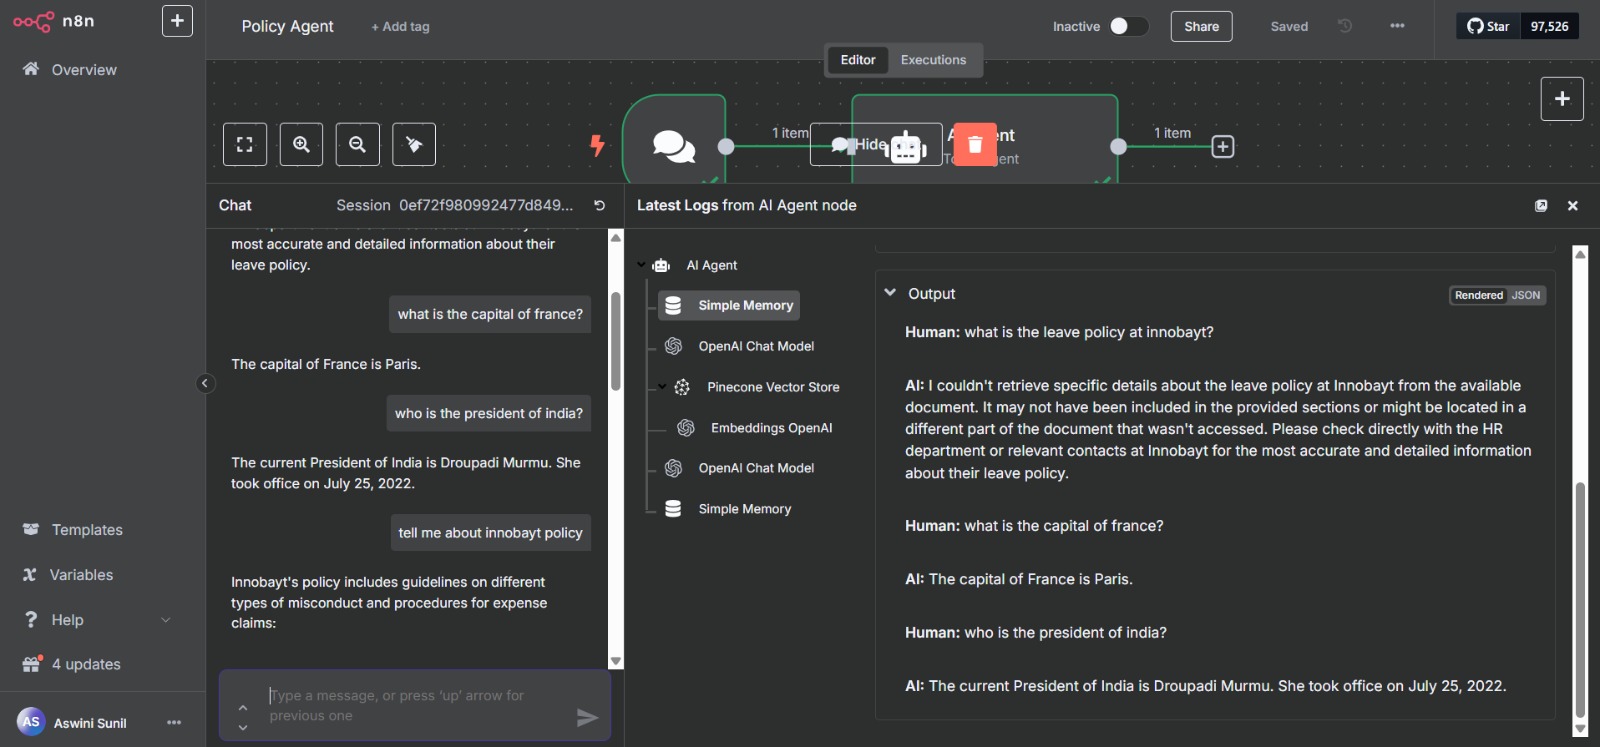 n8n
Policy Agent
+ Add tag
Inactive
Share
Saved
Star
97,526
Editor
Executions
Overview
1 item
Hide
1 item
Chat
Session 0ef72f980992477d849...
most accurate and detailed information about their
leave policy.
what is the capital of france?
The capital of France is Paris.
who is the president of india?
The current President of India is Droupadi Murmu. She
took office on July 25, 2022.
tell me about innobayt policy
Innobayt's policy includes guidelines on different
types of misconduct and procedures for expense
claims:
Type a message, or press 'up' arrow for
previous one
Latest Logs from AI Agent node
AI Agent
Simple Memory
OpenAI Chat Model
Pinecone Vector Store
Embeddings OpenAI
OpenAI Chat Model
Simple Memory
Output
Rendered
JSON
Human: what is the leave policy at innobayt?
AI: I couldn't retrieve specific details about the leave policy at Innobayt from the available
document. It may not have been included in the provided sections or might be located in a
different part of the document that wasn't accessed. Please check directly with the HR
department or relevant contacts at Innobayt for the most accurate and detailed information
about their leave policy.
Human: what is the capital of france?
AI: The capital of France is Paris.
Human: who is the president of india?
AI: The current President of India is Droupadi Murmu. She took office on July 25, 2022.
Templates
Variables
Help
4 updates
AS
Aswini Sunil